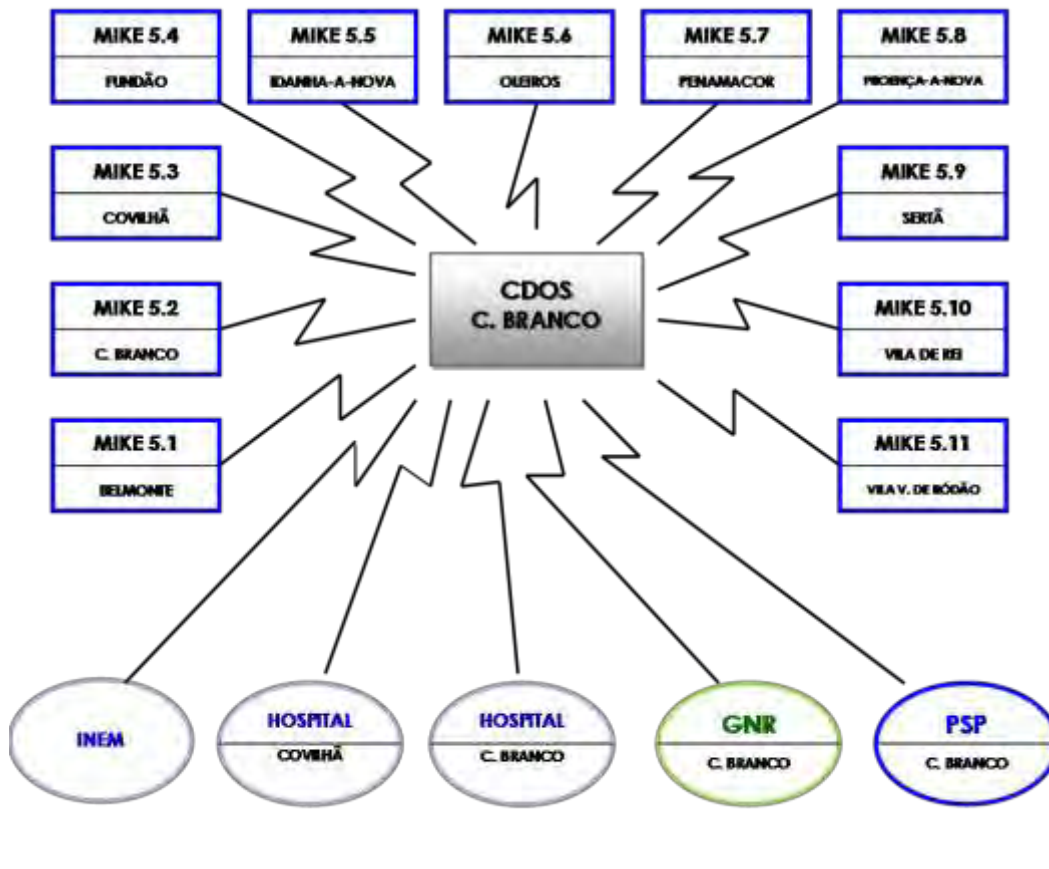 MIKE 5.4
FUNDÃO
MIKE 5.5
IDANHA-A-NOVA
MIKE 5.6
OLEIROS
MIKE 5.7
PENAMACOR
MIKE 5.8
PROENÇA-A-NOVA
MIKE 5.3
COVILHÃ
MIKE 5.9
SERTÃ
CDOS
C. BRANCO
MIKE 5.2
C. BRANCO
MIKE 5.10
VILA DE REI
MIKE 5.1
BELMONTE
MIKE 5.11
VILA V. DE RÓDÃO
INEM
HOSPITAL
COVILHÃ
HOSPITAL
C. BRANCO
GNR
C. BRANCO
PSP
C. BRANCO